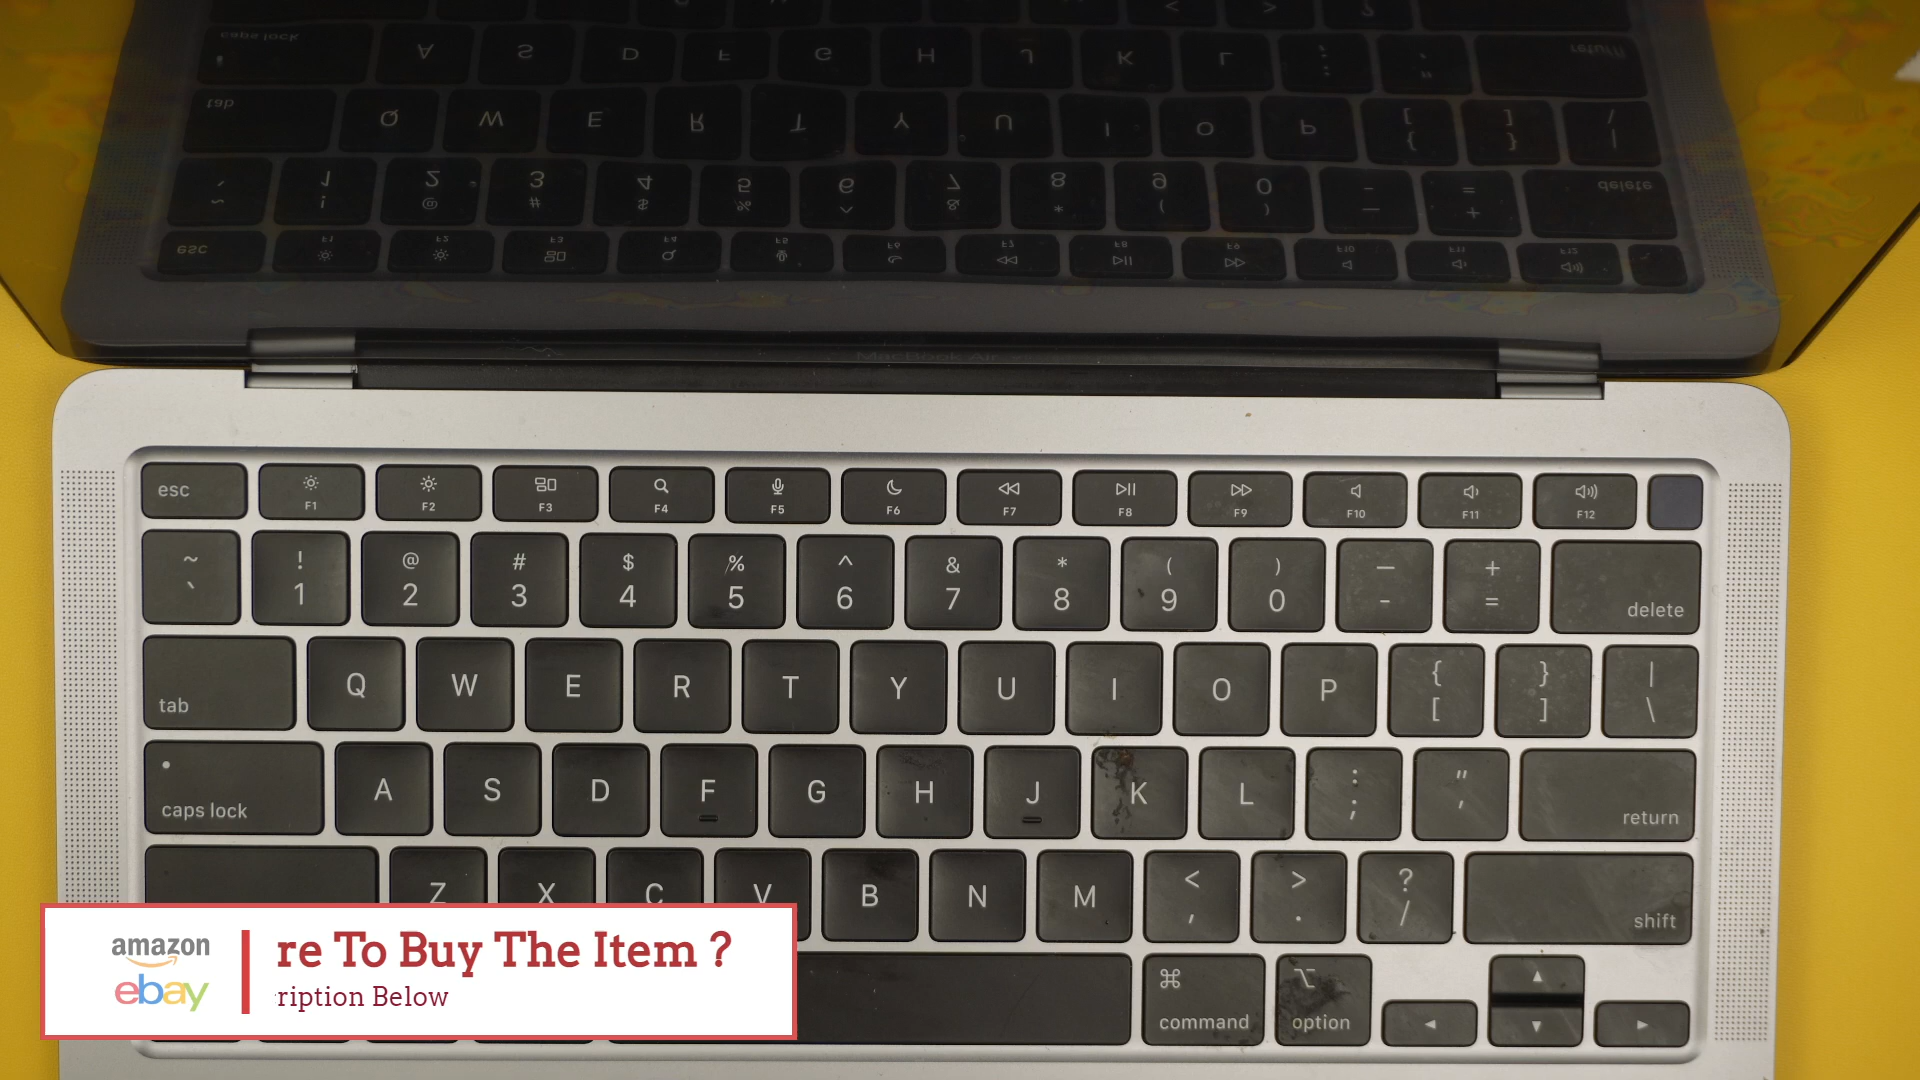 MacBook Air
esc F1 F2 F3 F4 F5 F6 F7 F8 F9 F10 F11 F12
~ ! @ # $ % ^ & * ( ) — +
` 1 2 3 4 5 6 7 8 9 0 - = delete
tab Q W E R T Y U I O P { [ } ] | \
caps lock A S D F G H J K L : ; " ' return
Z X C V B N M < , > . ? / shift
⌘ command ⌥ option ◄ ▲ ▼ ►
amazon
ebay
re To Buy The Item ?
ription Below